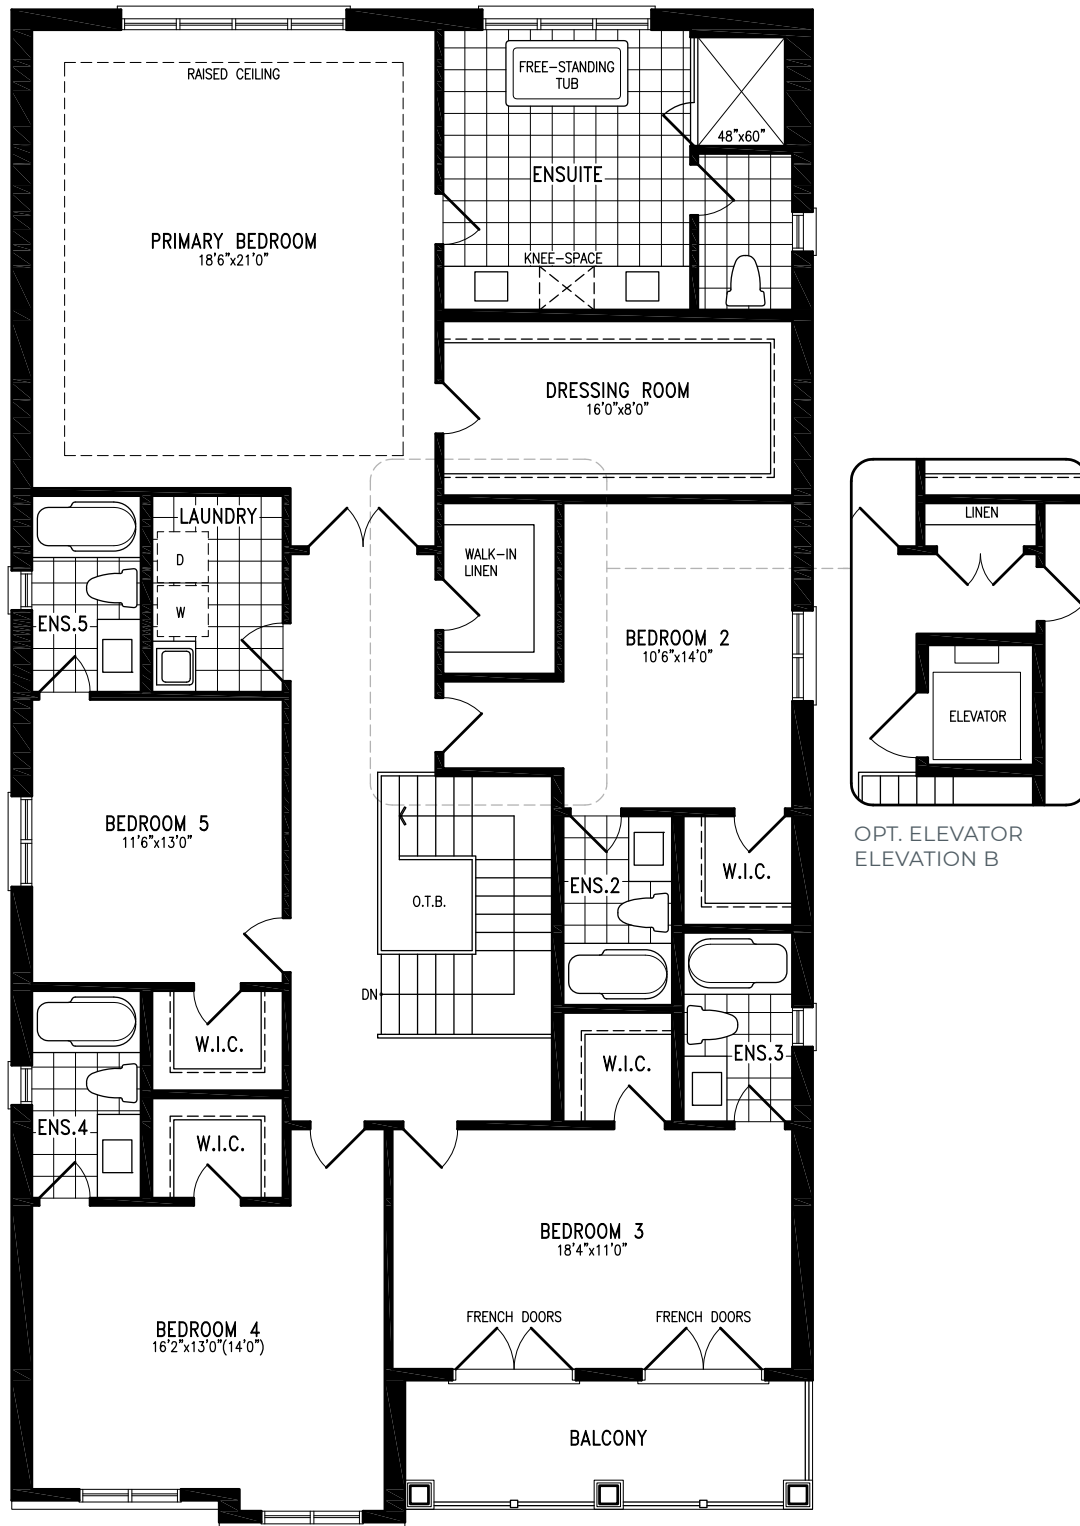 RAISED CEILING
FREE-STANDING
TUB
48"x60"
ENSUITE
PRIMARY BEDROOM
18'6"x21'0"
KNEE-SPACE
DRESSING ROOM
16'0"x8'0"
LAUNDRY
D
W
WALK-IN
LINEN
LINEN
ENS.5
BEDROOM 2
10'6"x14'0"
ELEVATOR
BEDROOM 5
11'6"x13'0"
OPT. ELEVATOR
ELEVATION B
W.I.C.
ENS.2
O.T.B.
DN
W.I.C.
W.I.C.
ENS.3
ENS.4
W.I.C.
BEDROOM 3
18'4"x11'0"
FRENCH DOORS
FRENCH DOORS
BEDROOM 4
16'2"x13'0"(14'0")
BALCONY